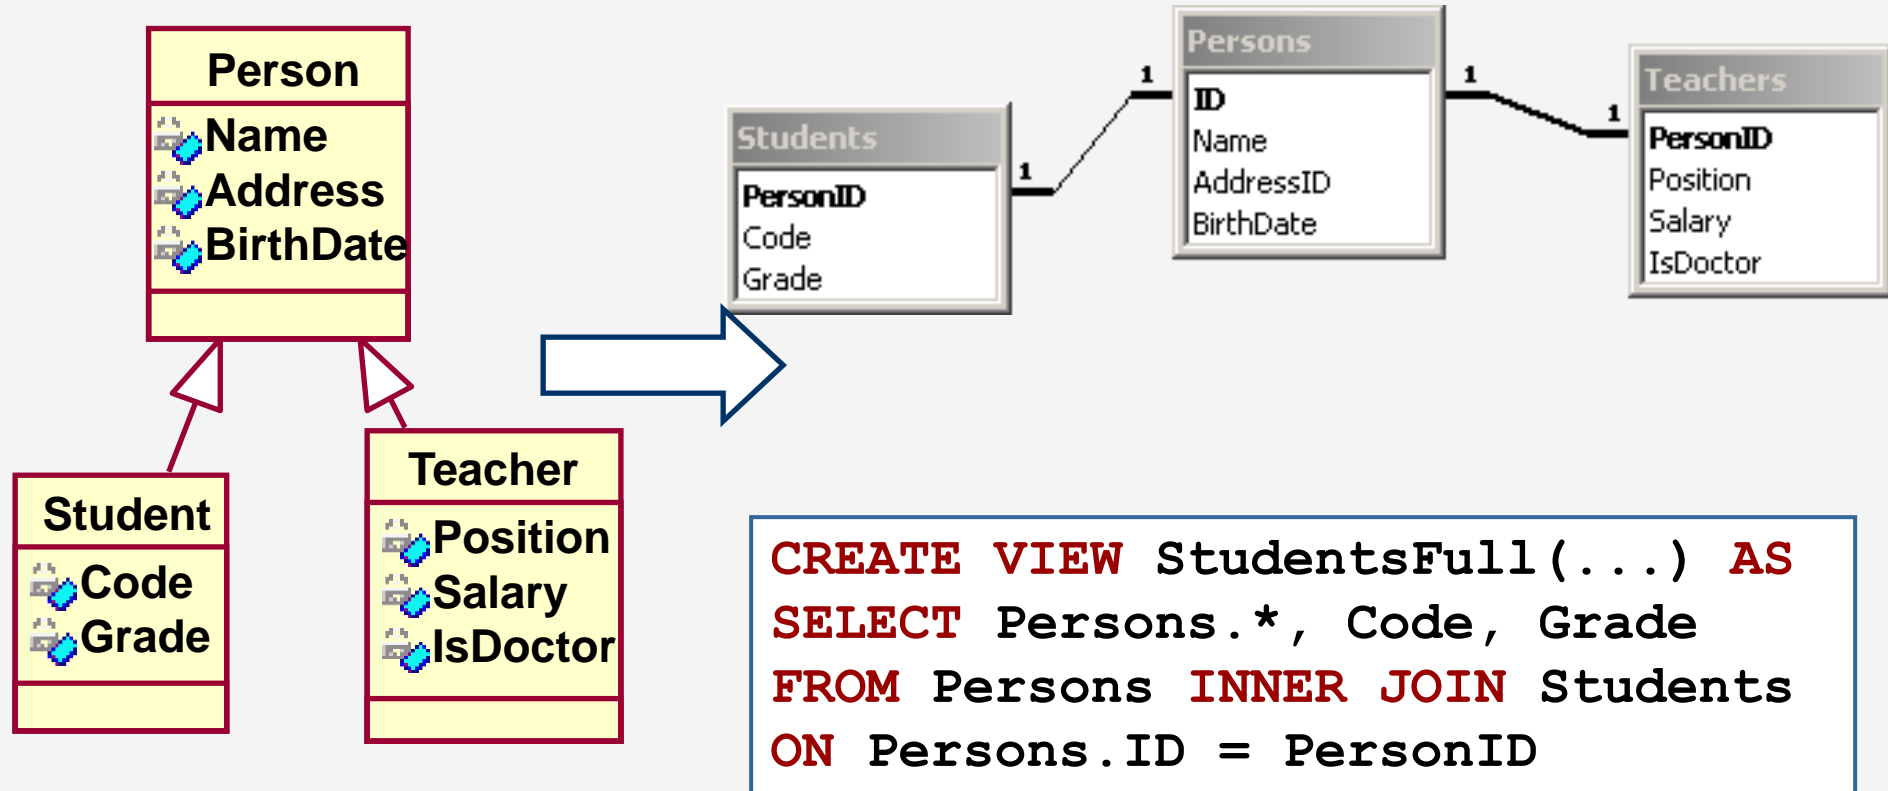 Person
Name
Address
BirthDate
Student
Code
Grade
Teacher
Position
Salary
IsDoctor
Students
PersonID
Code
Grade
1
1
Persons
ID
Name
AddressID
BirthDate
1
1
Teachers
PersonID
Position
Salary
IsDoctor
CREATE VIEW StudentsFull(...) AS
SELECT Persons.*, Code, Grade
FROM Persons INNER JOIN Students
ON Persons.ID = PersonID